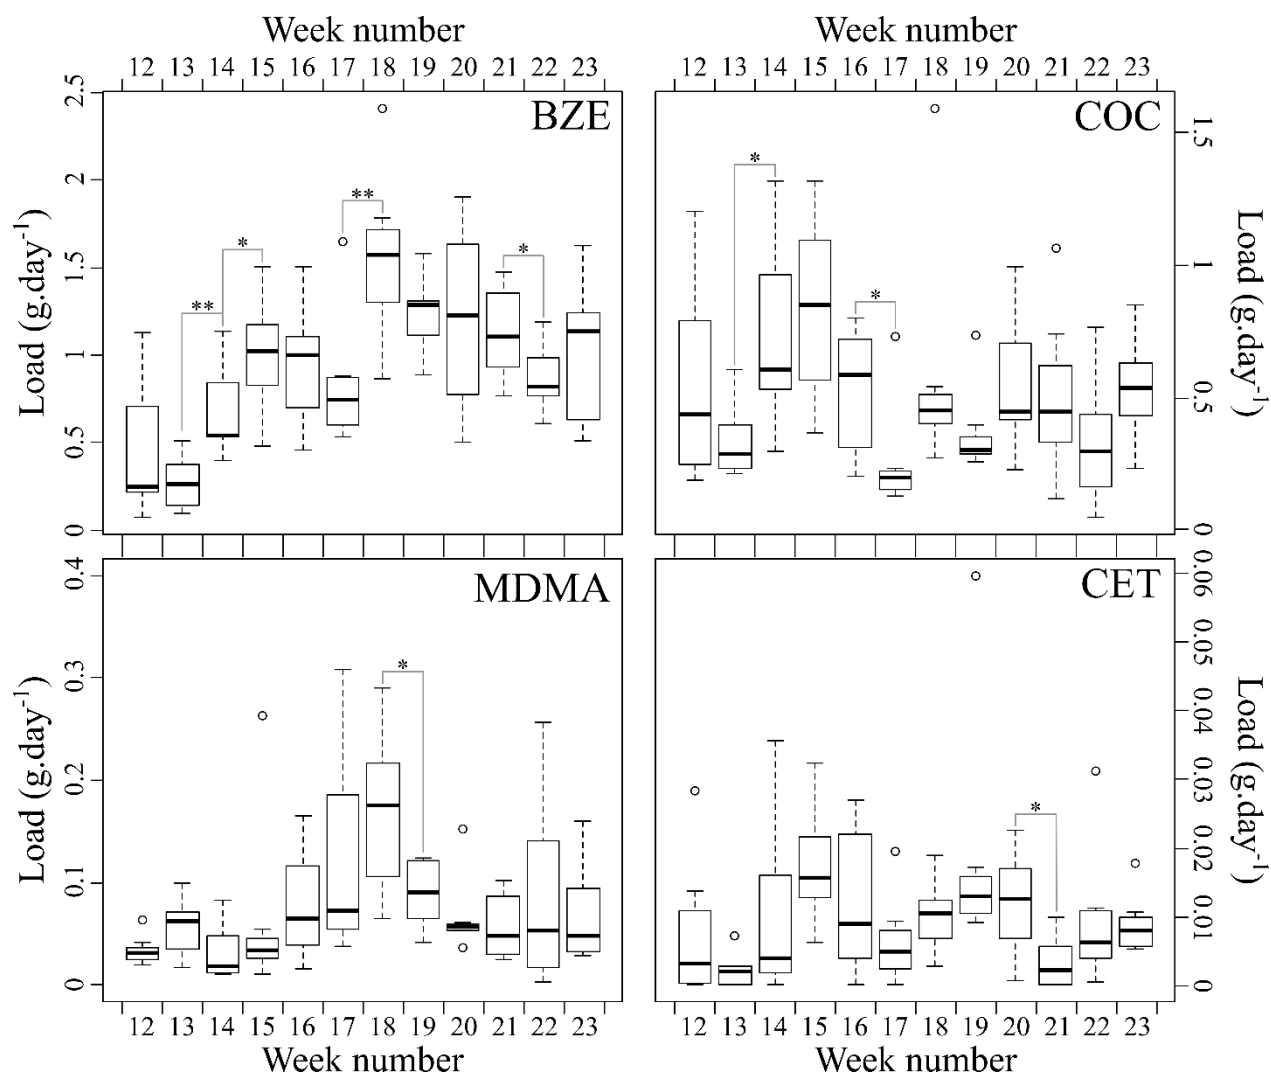 Week number
Week number
12 13 14 15 16 17 18 19 20 21 22 23
12 13 14 15 16 17 18 19 20 21 22 23
BZE
COC
2.5
2
1.5
1
0.5
0
Load (g.day-1)
** * ** *
* *
1.5
1
0.5
0
Load (g.day-1)
MDMA
CET
0.4
0.3
0.2
0.1
0
Load (g.day-1)
*
*
0.06
0.05
0.04
0.03
0.02
0.01
0
Load (g.day-1)
12 13 14 15 16 17 18 19 20 21 22 23
12 13 14 15 16 17 18 19 20 21 22 23
Week number
Week number